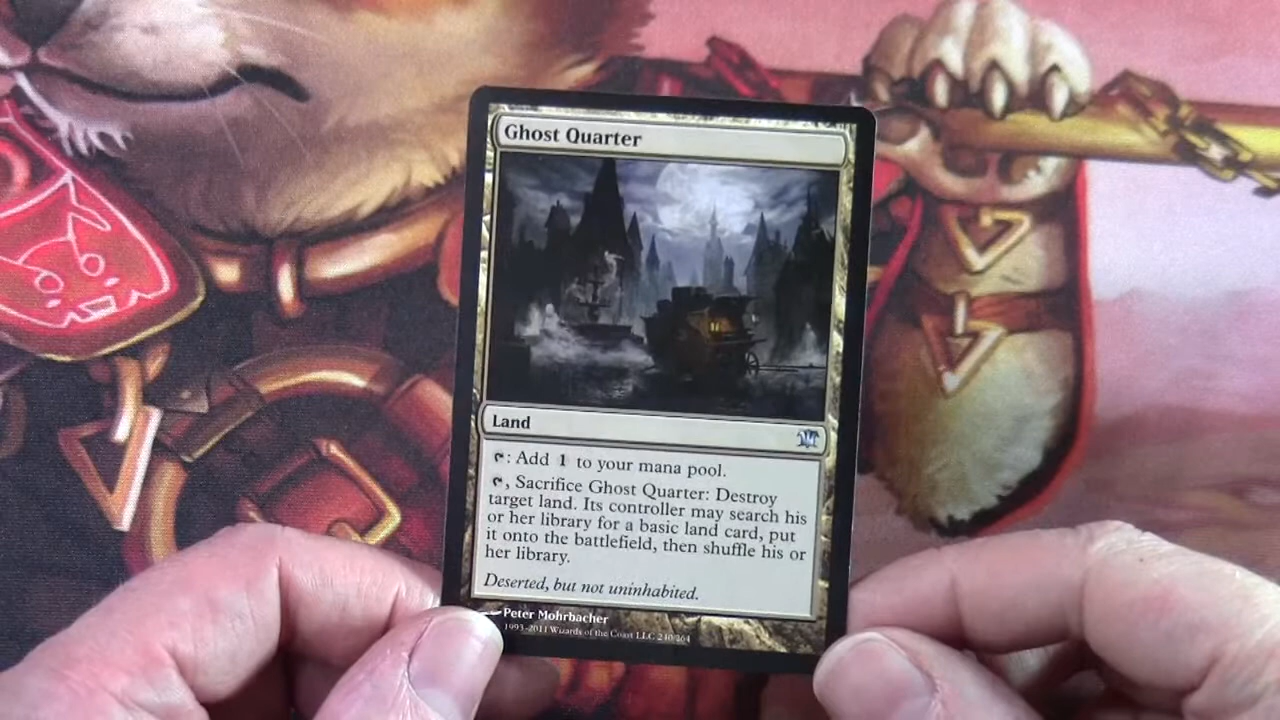 Ghost Quarter
Land
: Add 1 to your mana pool.
, Sacrifice Ghost Quarter: Destroy
target land. Its controller may search his
or her library for a basic land card, put
it onto the battlefield, then shuffle his or
her library.
Deserted, but not uninhabited.
Peter Mohrbacher
1993-2011 Wizards of the Coast LLC 240/264